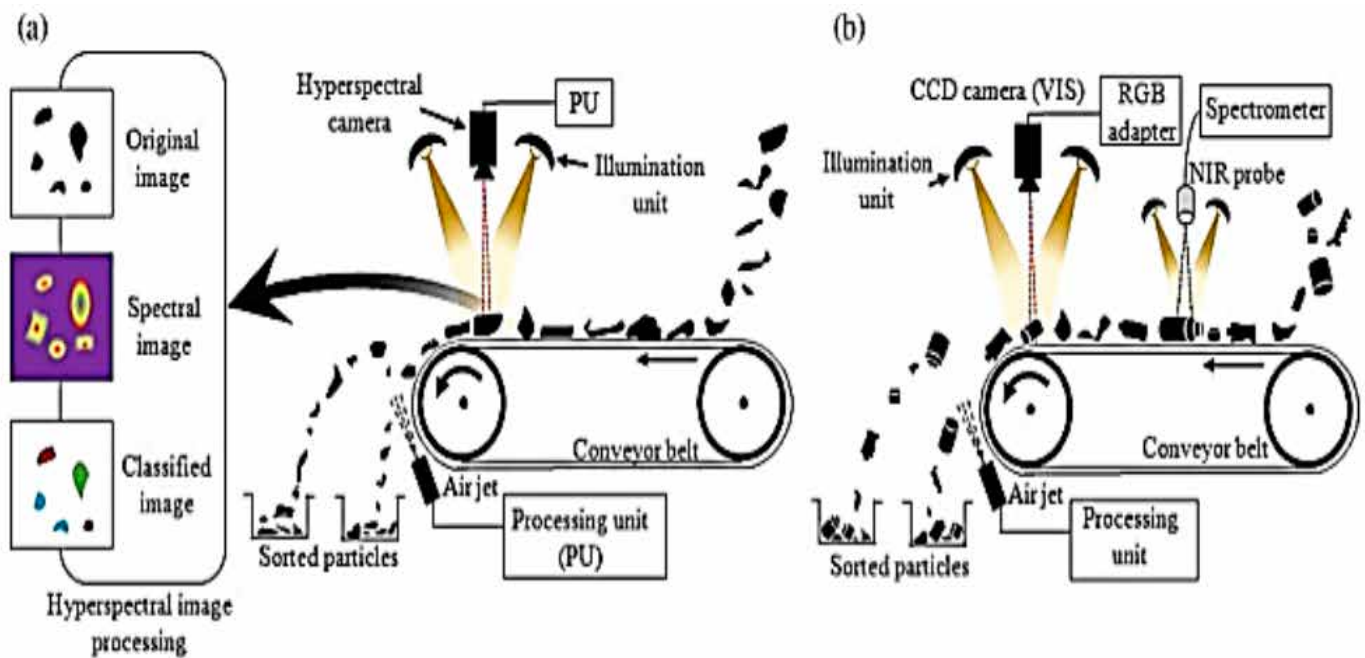 (a)
Original
image
Spectral
image
Classified
image
Hyperspectral image
processing
Hyperspectral
camera
PU
Illumination
unit
Conveyor belt
Air jet
Processing unit
(PU)
Sorted particles
(b)
CCD camera (VIS)
RGB
adapter
Spectrometer
NIR probe
Illumination
unit
Conveyor belt
Air jet
Processing
unit
Sorted particles